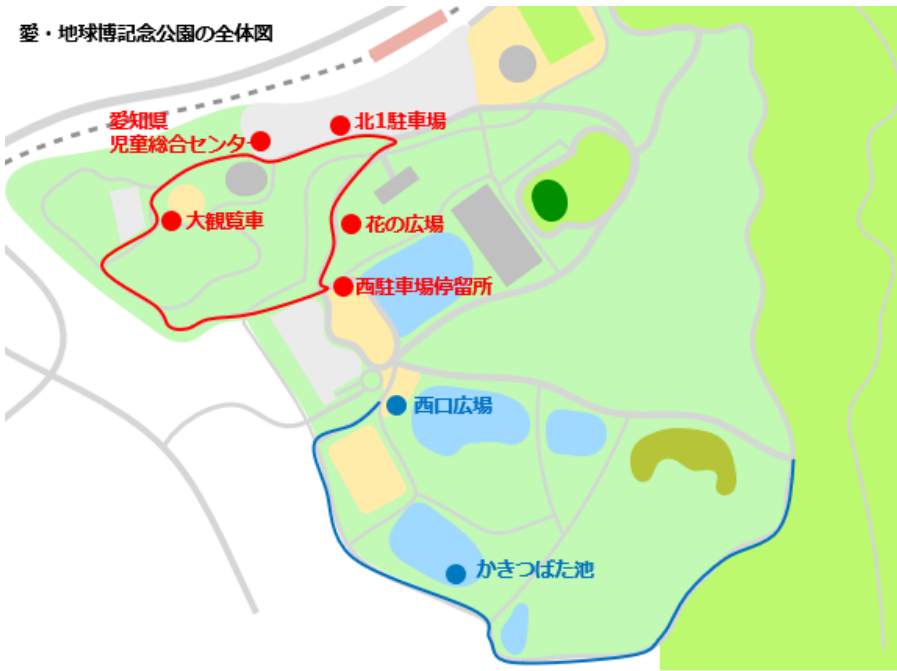 愛・地球博記念公園の全体図
愛知県
児童総合センター
北1駐車場
大観覧車
花の広場
西駐車場停留所
西口広場
かきつばた池